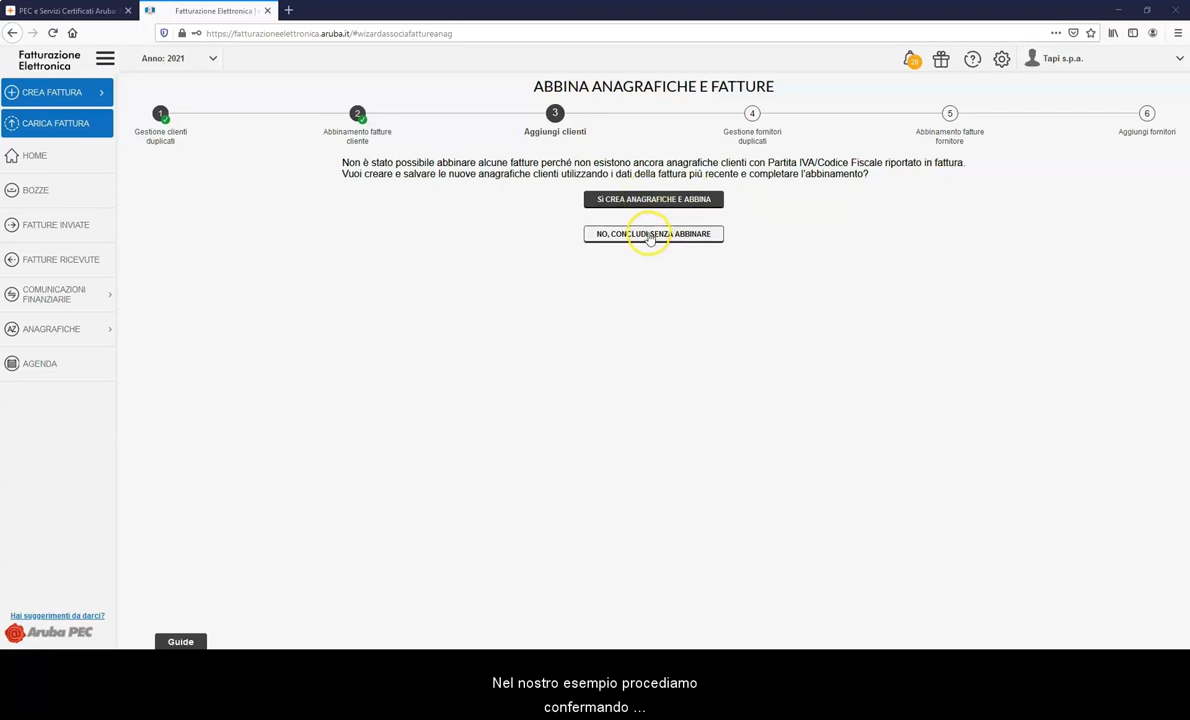 PEC e Servizi Certificati Aruba
Fatturazione Elettronica |
https://fatturazioneelettronica.aruba.it/#wizardassociafattureanag
Fatturazione
Elettronica
Anno: 2021
20
Tapi s.p.a.
CREA FATTURA
CARICA FATTURA
HOME
BOZZE
FATTURE INVIATE
FATTURE RICEVUTE
COMUNICAZIONI
FINANZIARIE
AZ ANAGRAFICHE
AGENDA
ABBINA ANAGRAFICHE E FATTURE
1
2
3
4
5
6
Gestione clienti
duplicati
Abbinamento fatture
cliente
Aggiungi clienti
Gestione fornitori
duplicati
Abbinamento fatture
fornitore
Aggiungi fornitori
Non è stato possibile abbinare alcune fatture perché non esistono ancora anagrafiche clienti con Partita IVA/Codice Fiscale riportato in fattura.
Vuoi creare e salvare le nuove anagrafiche clienti utilizzando i dati della fattura più recente e completare l'abbinamento?
SÌ CREA ANAGRAFICHE E ABBINA
NO, CONCLUDI SENZA ABBINARE
Hai suggerimenti da darci?
Aruba PEC
Guide
Nel nostro esempio procediamo
confermando ...